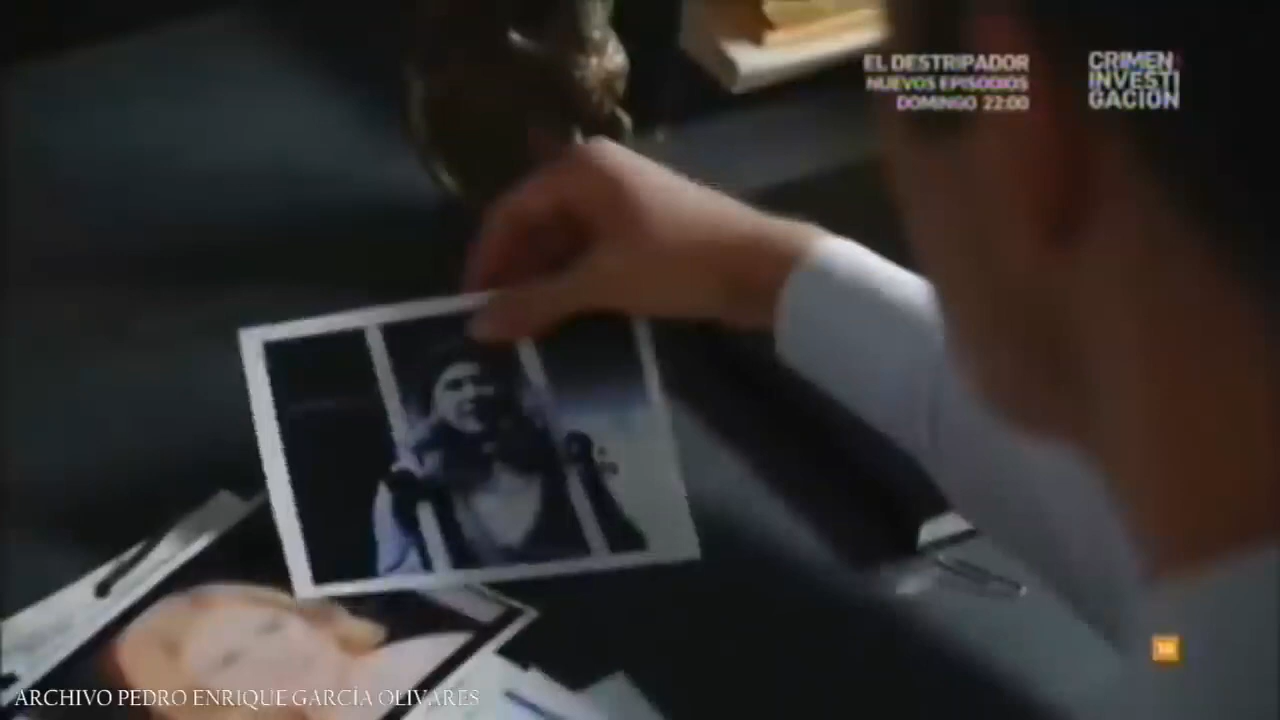 EL DESTRIPADOR
NUEVOS EPISODIOS
DOMINGO 22:00
CRIMEN
INVESTI
GACIÓN
ARCHIVO PEDRO ENRIQUE GARCÍA OLIVARES